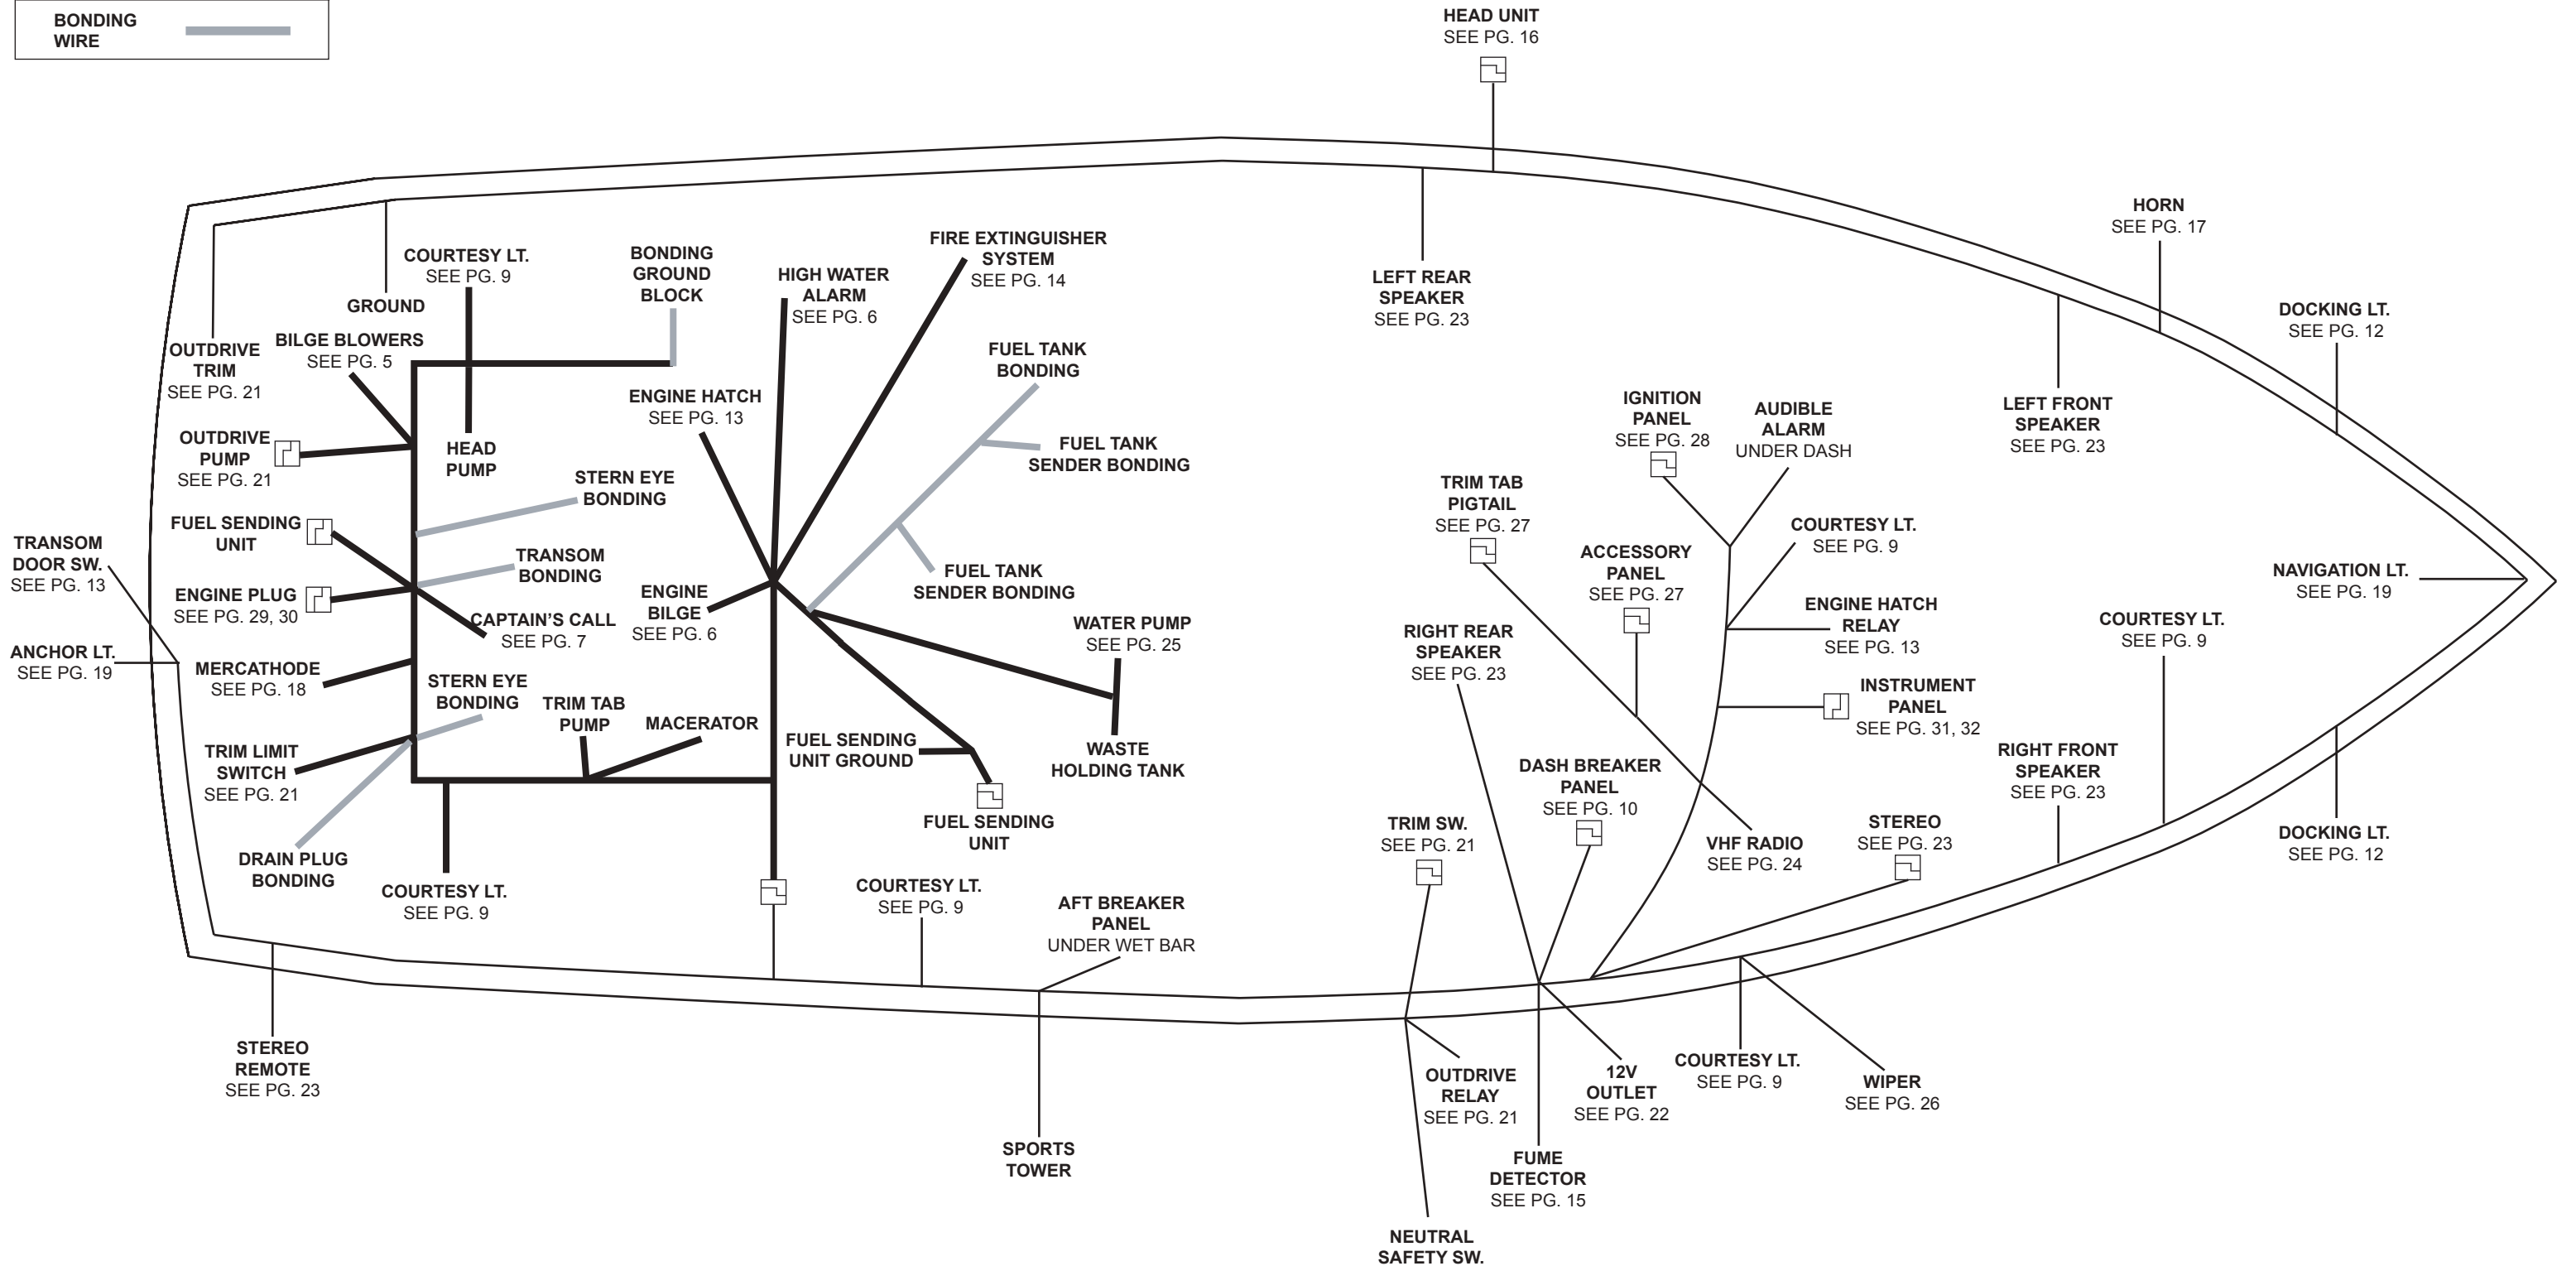 BONDING
WIRE
HEAD UNIT
SEE PG. 16
HORN
SEE PG. 17
DOCKING LT.
SEE PG. 12
LEFT REAR
SPEAKER
SEE PG. 23
LEFT FRONT
SPEAKER
SEE PG. 23
GROUND
OUTDRIVE
TRIM
SEE PG. 21
COURTESY LT.
SEE PG. 9
HEAD
PUMP
BONDING
GROUND
BLOCK
HIGH WATER
ALARM
SEE PG. 6
FIRE EXTINGUISHER
SYSTEM
SEE PG. 14
BILGE BLOWERS
SEE PG. 5
OUTDRIVE
PUMP
SEE PG. 21
ENGINE HATCH
SEE PG. 13
FUEL TANK
BONDING
FUEL TANK
SENDER BONDING
FUEL TANK
SENDER BONDING
STERN EYE
BONDING
FUEL SENDING
UNIT
TRANSOM
BONDING
TRANSOM
DOOR SW.
SEE PG. 13
ENGINE PLUG
SEE PG. 29, 30
CAPTAIN'S CALL
SEE PG. 7
ENGINE
BILGE
SEE PG. 6
ANCHOR LT.
SEE PG. 19
MERCATHODE
SEE PG. 18
STERN EYE
BONDING
TRIM TAB
PUMP
MACERATOR
TRIM LIMIT
SWITCH
SEE PG. 21
DRAIN PLUG
BONDING
COURTESY LT.
SEE PG. 9
WATER PUMP
SEE PG. 25
WASTE
HOLDING TANK
FUEL SENDING
UNIT GROUND
FUEL SENDING
UNIT
COURTESY LT.
SEE PG. 9
AFT BREAKER
PANEL
UNDER WET BAR
STEREO
REMOTE
SEE PG. 23
SPORTS
TOWER
IGNITION
PANEL
SEE PG. 28
AUDIBLE
ALARM
UNDER DASH
TRIM TAB
PIGTAIL
SEE PG. 27
ACCESSORY
PANEL
SEE PG. 27
COURTESY LT.
SEE PG. 9
ENGINE HATCH
RELAY
SEE PG. 13
INSTRUMENT
PANEL
SEE PG. 31, 32
RIGHT REAR
SPEAKER
SEE PG. 23
DASH BREAKER
PANEL
SEE PG. 10
TRIM SW.
SEE PG. 21
VHF RADIO
SEE PG. 24
STEREO
SEE PG. 23
RIGHT FRONT
SPEAKER
SEE PG. 23
COURTESY LT.
SEE PG. 9
NAVIGATION LT.
SEE PG. 19
DOCKING LT.
SEE PG. 12
OUTDRIVE
RELAY
SEE PG. 21
12V
OUTLET
SEE PG. 22
COURTESY LT.
SEE PG. 9
WIPER
SEE PG. 26
FUME
DETECTOR
SEE PG. 15
NEUTRAL
SAFETY SW.